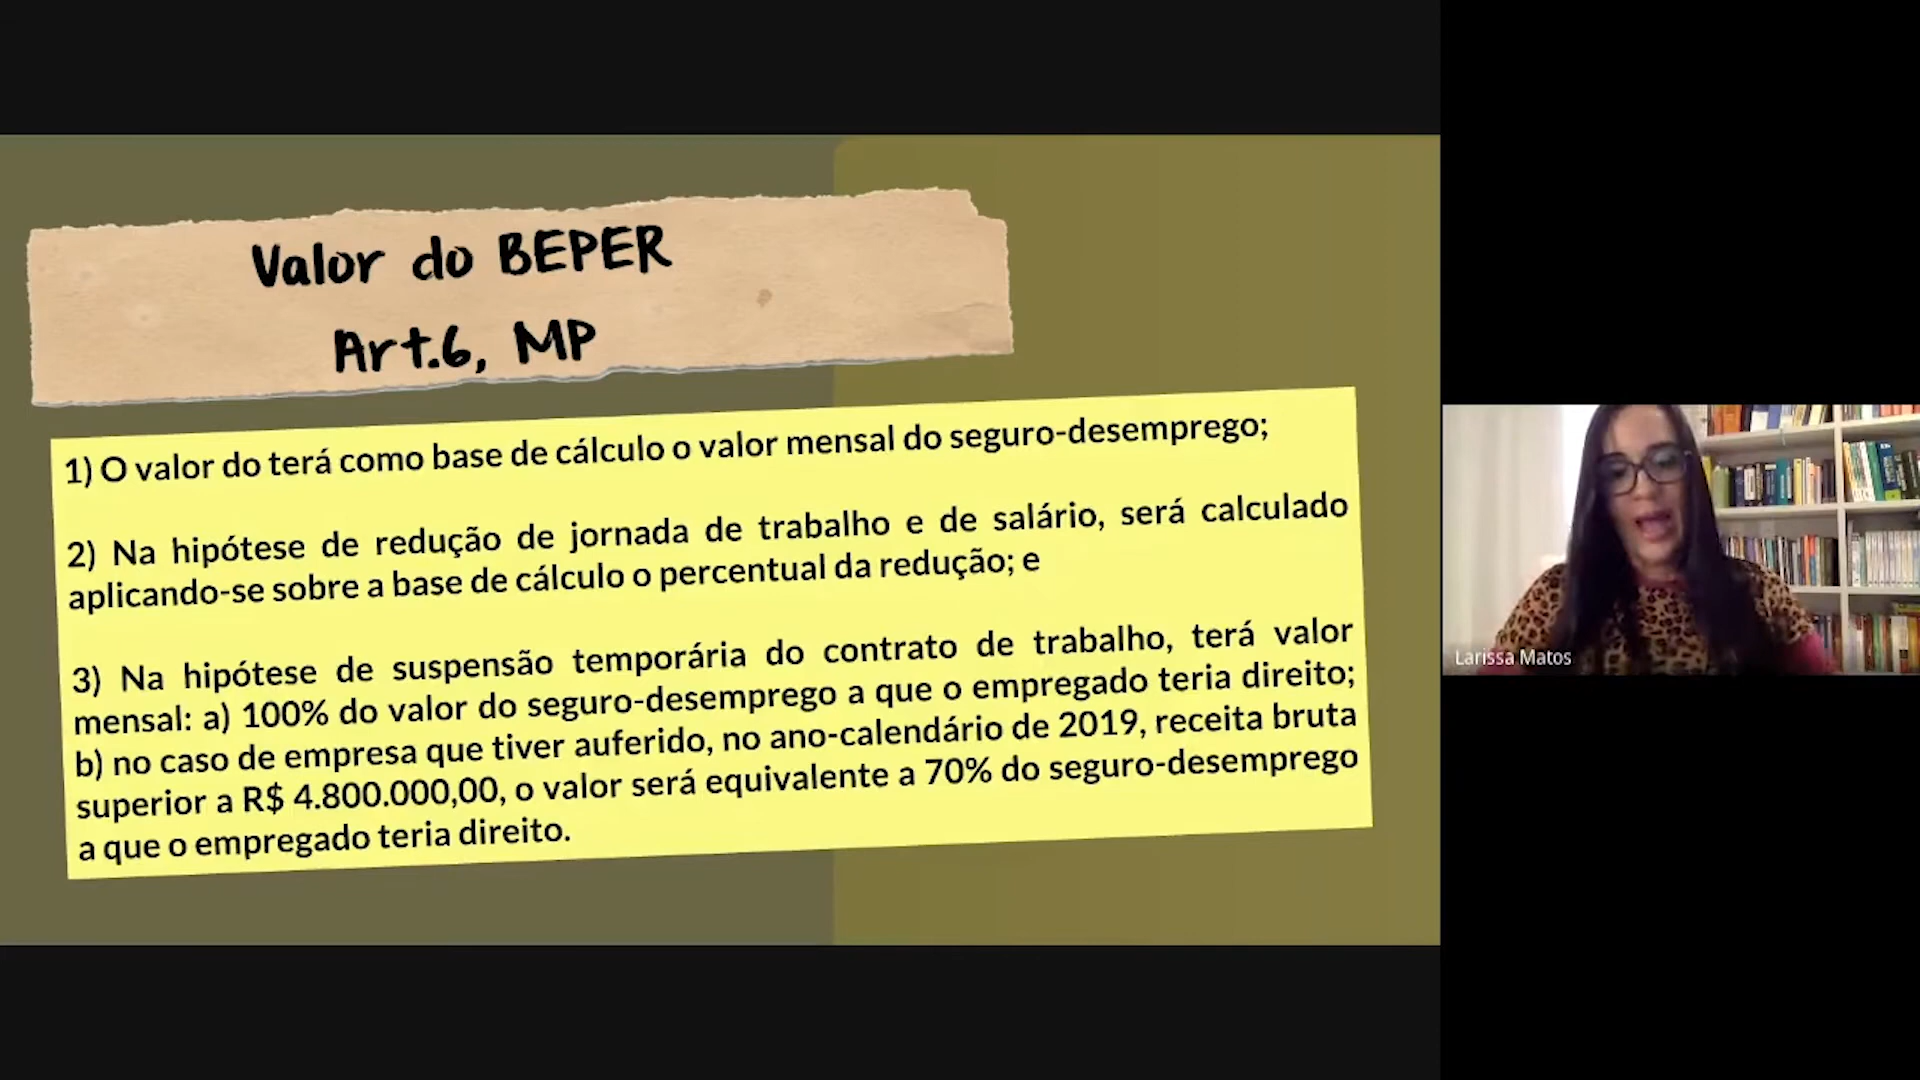 Valor do BEPER
Art.6, MP
1) O valor do terá como base de cálculo o valor mensal do seguro-desemprego;
2) Na hipótese de redução de jornada de trabalho e de salário, será calculado
aplicando-se sobre a base de cálculo o percentual da redução; e
3) Na hipótese de suspensão temporária do contrato de trabalho, terá valor
mensal: a) 100% do valor do seguro-desemprego a que o empregado teria direito;
b) no caso de empresa que tiver auferido, no ano-calendário de 2019, receita bruta
superior a R$ 4.800.000,00, o valor será equivalente a 70% do seguro-desemprego
a que o empregado teria direito.
Larissa Matos